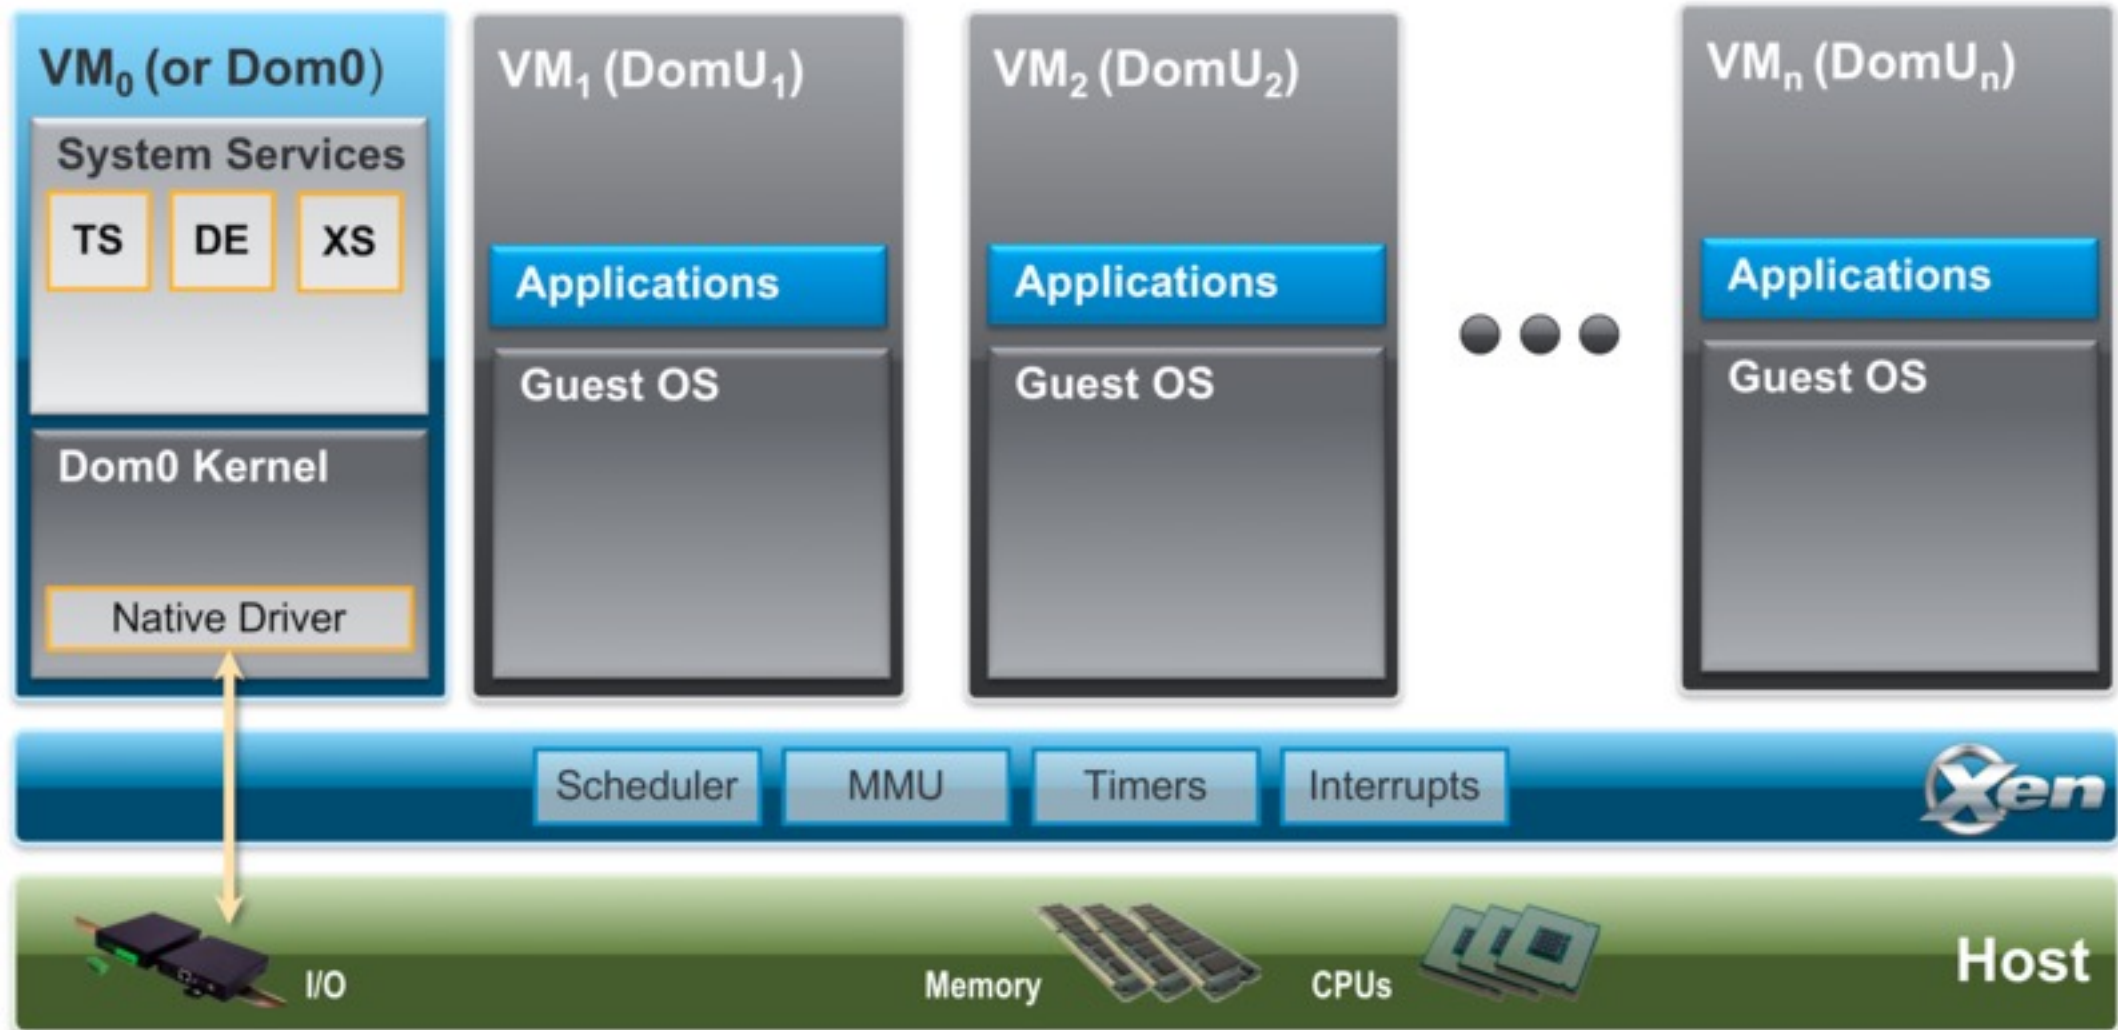 VM₀ (or Dom0)
System Services
TS
DE
XS
Dom0 Kernel
Native Driver
VM₁ (DomU₁)
Applications
Guest OS
VM₂ (DomU₂)
Applications
Guest OS
VMₙ (DomUₙ)
Applications
Guest OS
Scheduler
MMU
Timers
Interrupts
Xen
I/O
Memory
CPUs
Host